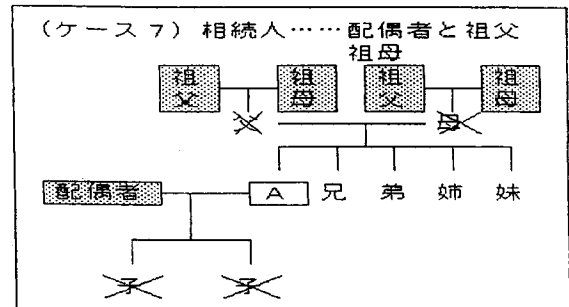 (ケース7) 相続人……配偶者と祖父
祖母
祖父 祖母 祖父 祖母
父 母
配偶者 A 兄 弟 姉 妹
子 子